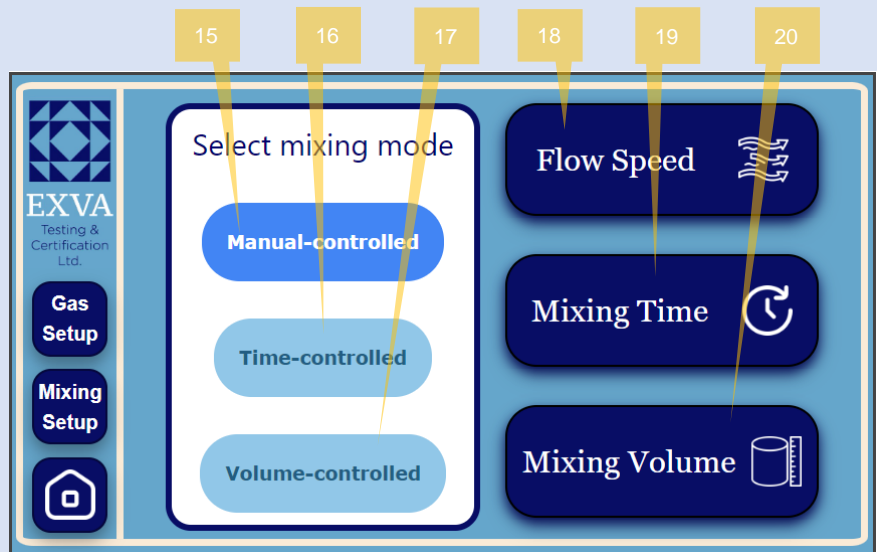 15 16 17 18 19 20
EXVA
Testing &
Certification
Ltd.
Gas
Setup
Mixing
Setup
Select mixing mode
Manual-controlled
Time-controlled
Volume-controlled
Flow Speed
Mixing Time
Mixing Volume